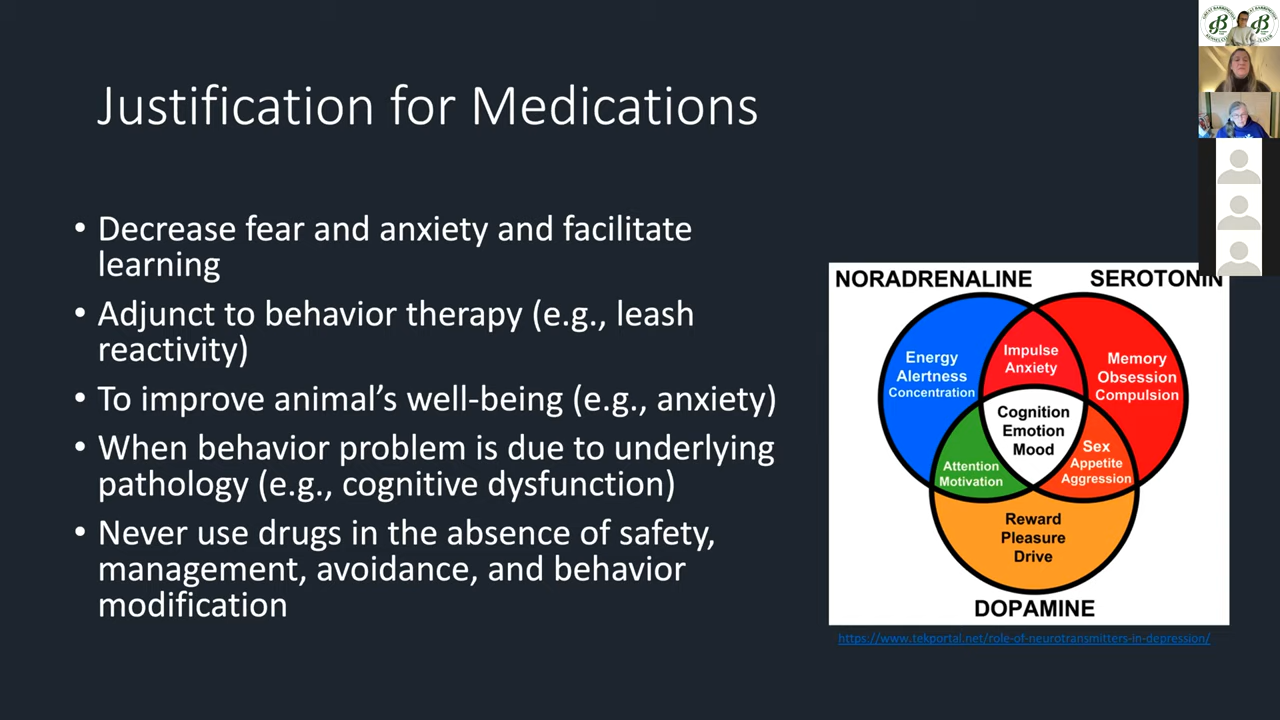 Justification for Medications
• Decrease fear and anxiety and facilitate
learning
• Adjunct to behavior therapy (e.g., leash
reactivity)
• To improve animal’s well-being (e.g., anxiety)
• When behavior problem is due to underlying
pathology (e.g., cognitive dysfunction)
• Never use drugs in the absence of safety,
management, avoidance, and behavior
modification
NORADRENALINE
SEROTONIN
Energy
Alertness
Concentration
Impulse
Anxiety
Memory
Obsession
Compulsion
Cognition
Emotion
Mood
Attention
Motivation
Sex
Appetite
Aggression
Reward
Pleasure
Drive
DOPAMINE
https://www.tekportal.net/role-of-neurotransmitters-in-depression/